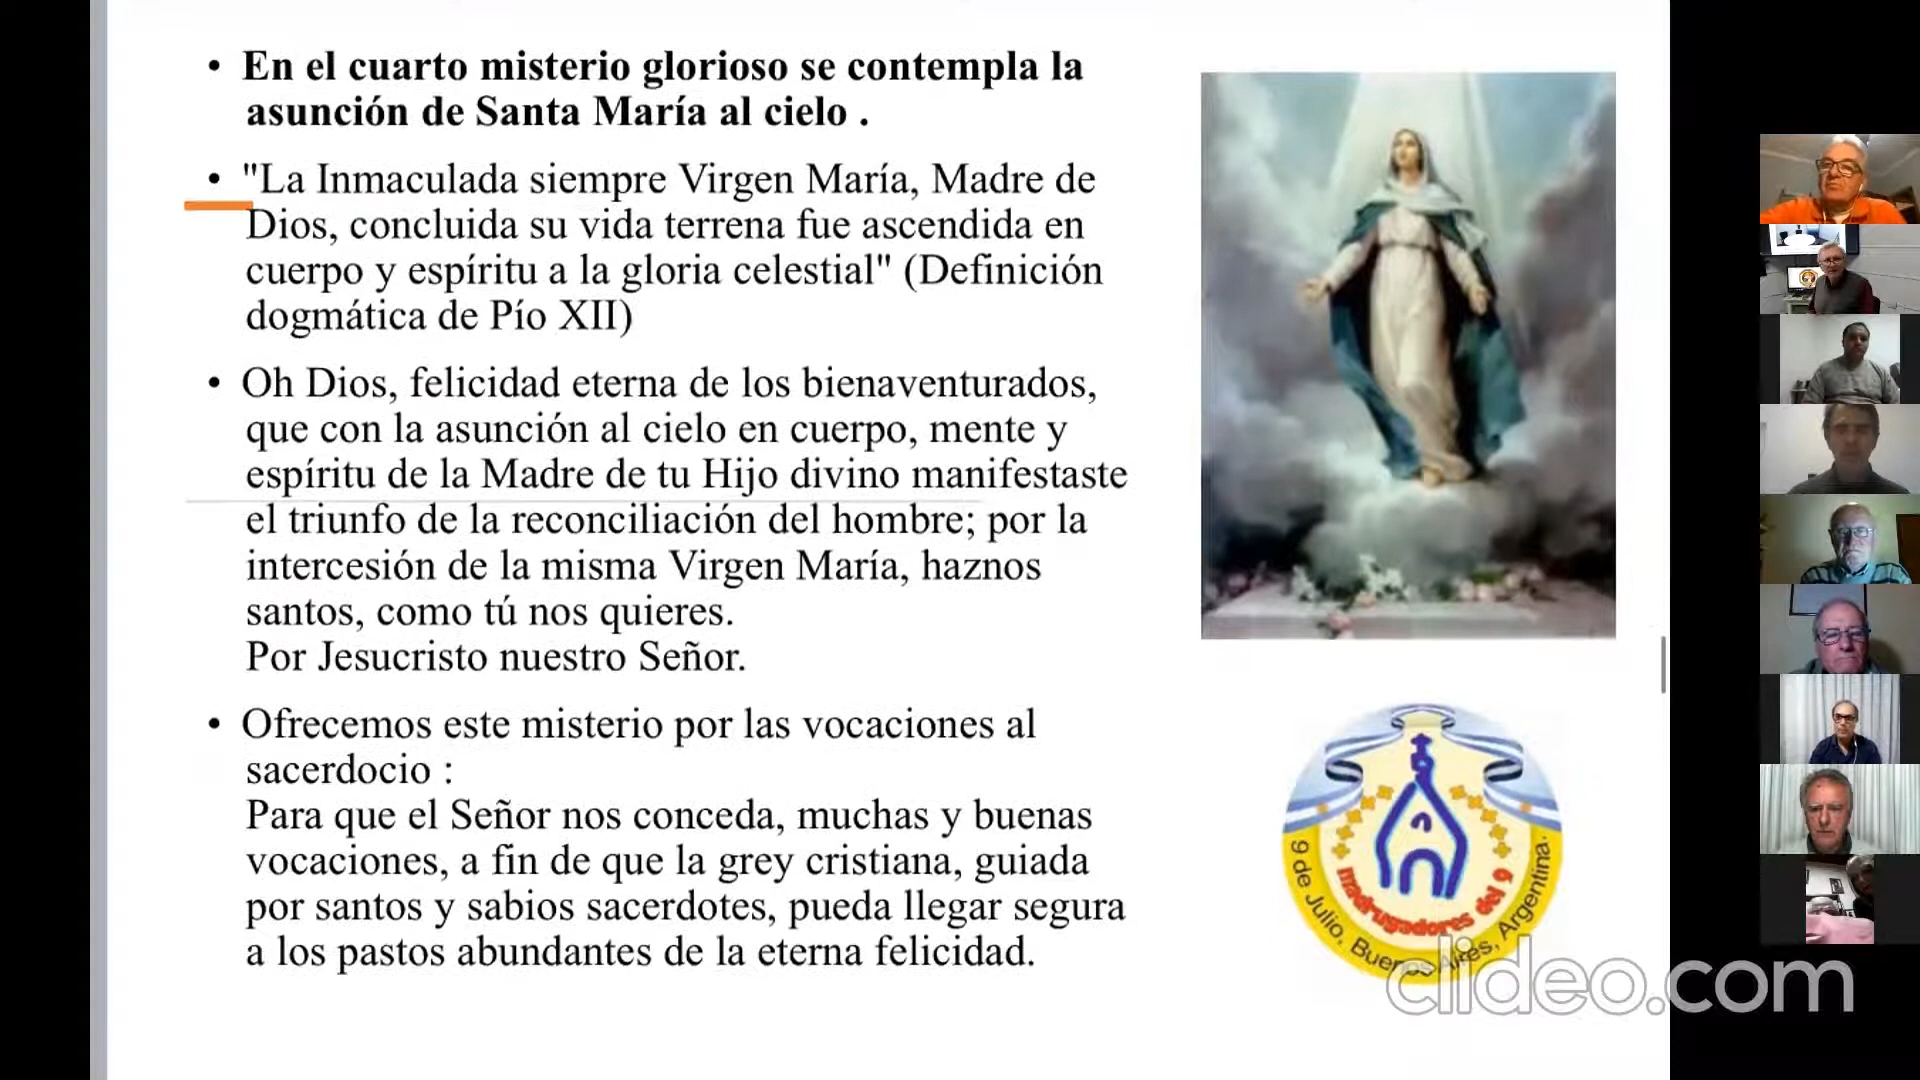 • En el cuarto misterio glorioso se contempla la
asunción de Santa María al cielo .
• "La Inmaculada siempre Virgen María, Madre de
Dios, concluida su vida terrena fue ascendida en
cuerpo y espíritu a la gloria celestial" (Definición
dogmática de Pío XII)
• Oh Dios, felicidad eterna de los bienaventurados,
que con la asunción al cielo en cuerpo, mente y
espíritu de la Madre de tu Hijo divino manifestaste
el triunfo de la reconciliación del hombre; por la
intercesión de la misma Virgen María, haznos
santos, como tú nos quieres.
Por Jesucristo nuestro Señor.
• Ofrecemos este misterio por las vocaciones al
sacerdocio :
Para que el Señor nos conceda, muchas y buenas
vocaciones, a fin de que la grey cristiana, guiada
por santos y sabios sacerdotes, pueda llegar segura
a los pastos abundantes de la eterna felicidad.
madrugadores del 9
9 de Julio, Buenos Aires, Argentina.
clideo.com